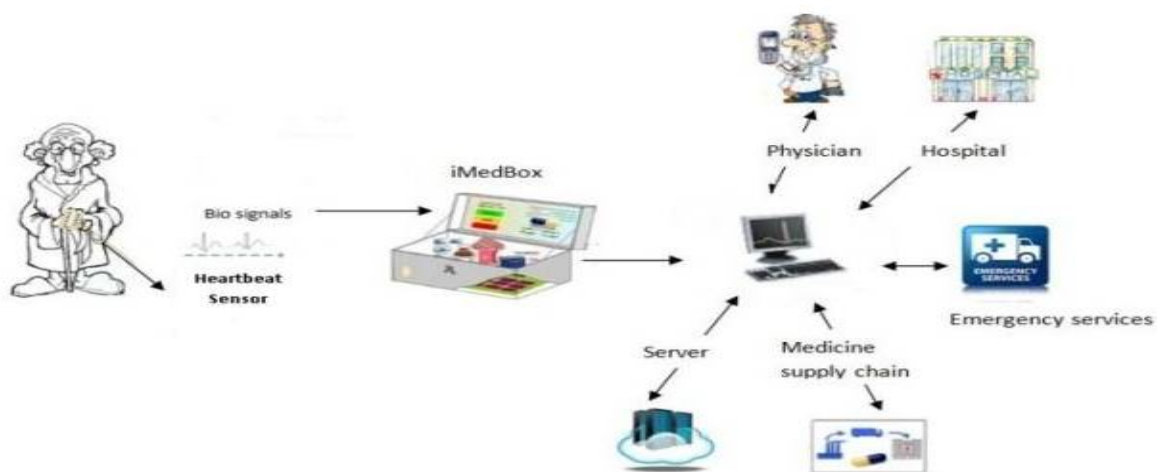 Physician
Hospital
iMedBox
Bio signals
Heartbeat
Sensor
EMERGENCY
SERVICES
Emergency services
Server
Medicine
supply chain